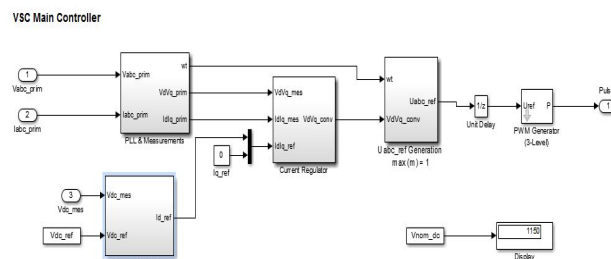 VSC Main Controller
1
Vabc_prim
2
Iabc_prim
Vabc_prim
Iabc_prim
wt
VdVq_prim
IdIq_prim
PLL & Measurements
VdVq_mes
IdIq_mes
IdIq_ref
VdVq_conv
Current Regulator
0
Iq_ref
wt
VdVq_conv
Uabc_ref
Uabc_ref Generation
max (m) = 1
1/z
Unit Delay
Uref
P
PWM Generator
(3-Level)
Puls
1
3
Vdc_mes
Vdc_ref
Vdc_mes
Vdc_ref
Id_ref
Vnom_dc
1150
Display